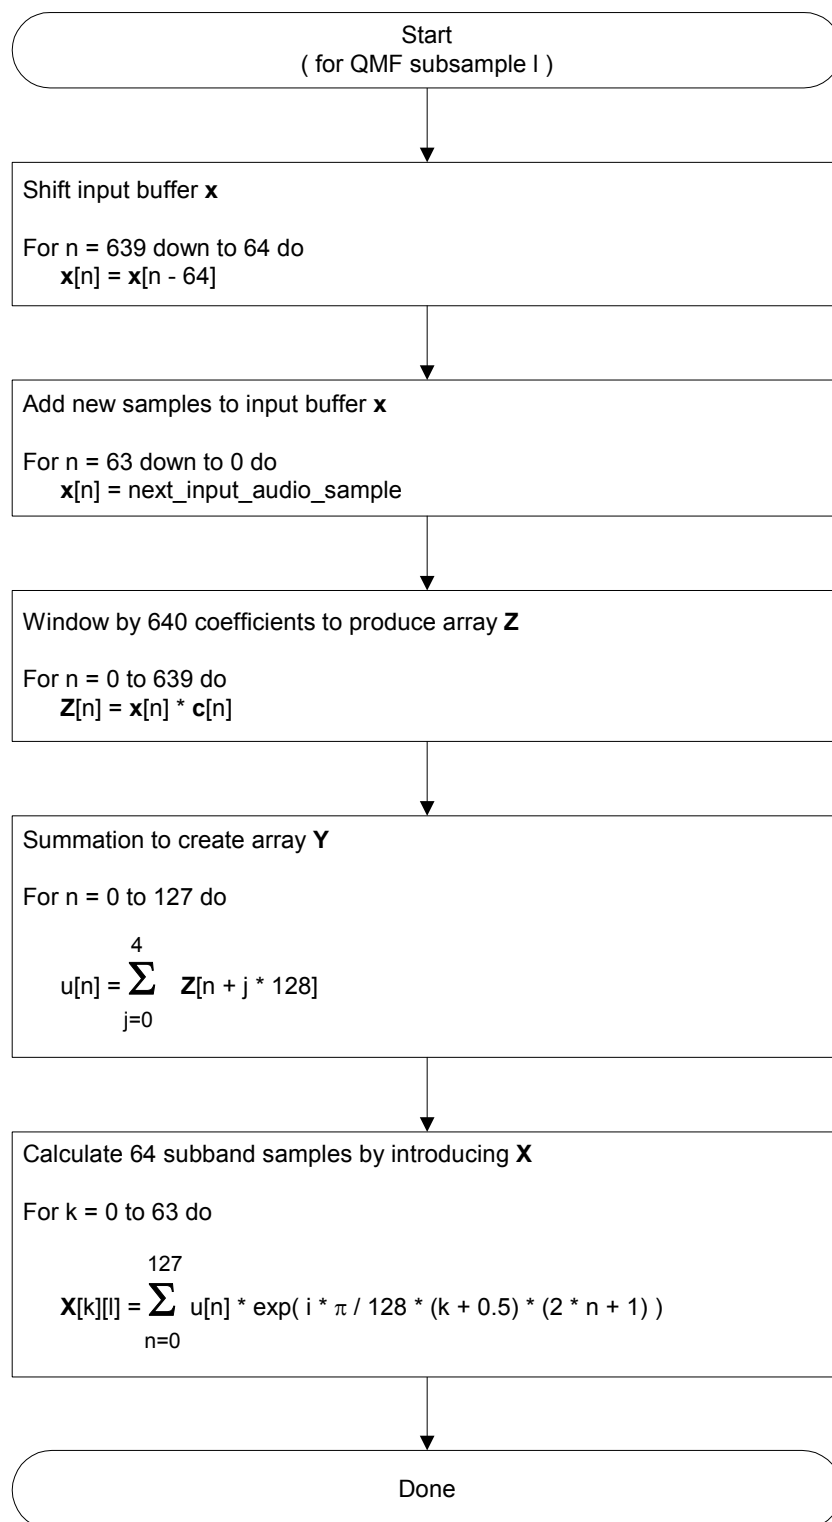 Start
( for QMF subsample l )
Shift input buffer x
For n = 639 down to 64 do
x[n] = x[n - 64]
Add new samples to input buffer x
For n = 63 down to 0 do
x[n] = next_input_audio_sample
Window by 640 coefficients to produce array Z
For n = 0 to 639 do
Z[n] = x[n] * c[n]
Summation to create array Y
For n = 0 to 127 do
4
u[n] = Σ Z[n + j * 128]
j=0
Calculate 64 subband samples by introducing X
For k = 0 to 63 do
127
X[k][l] = Σ u[n] * exp( i * π / 128 * (k + 0.5) * (2 * n + 1) )
n=0
Done